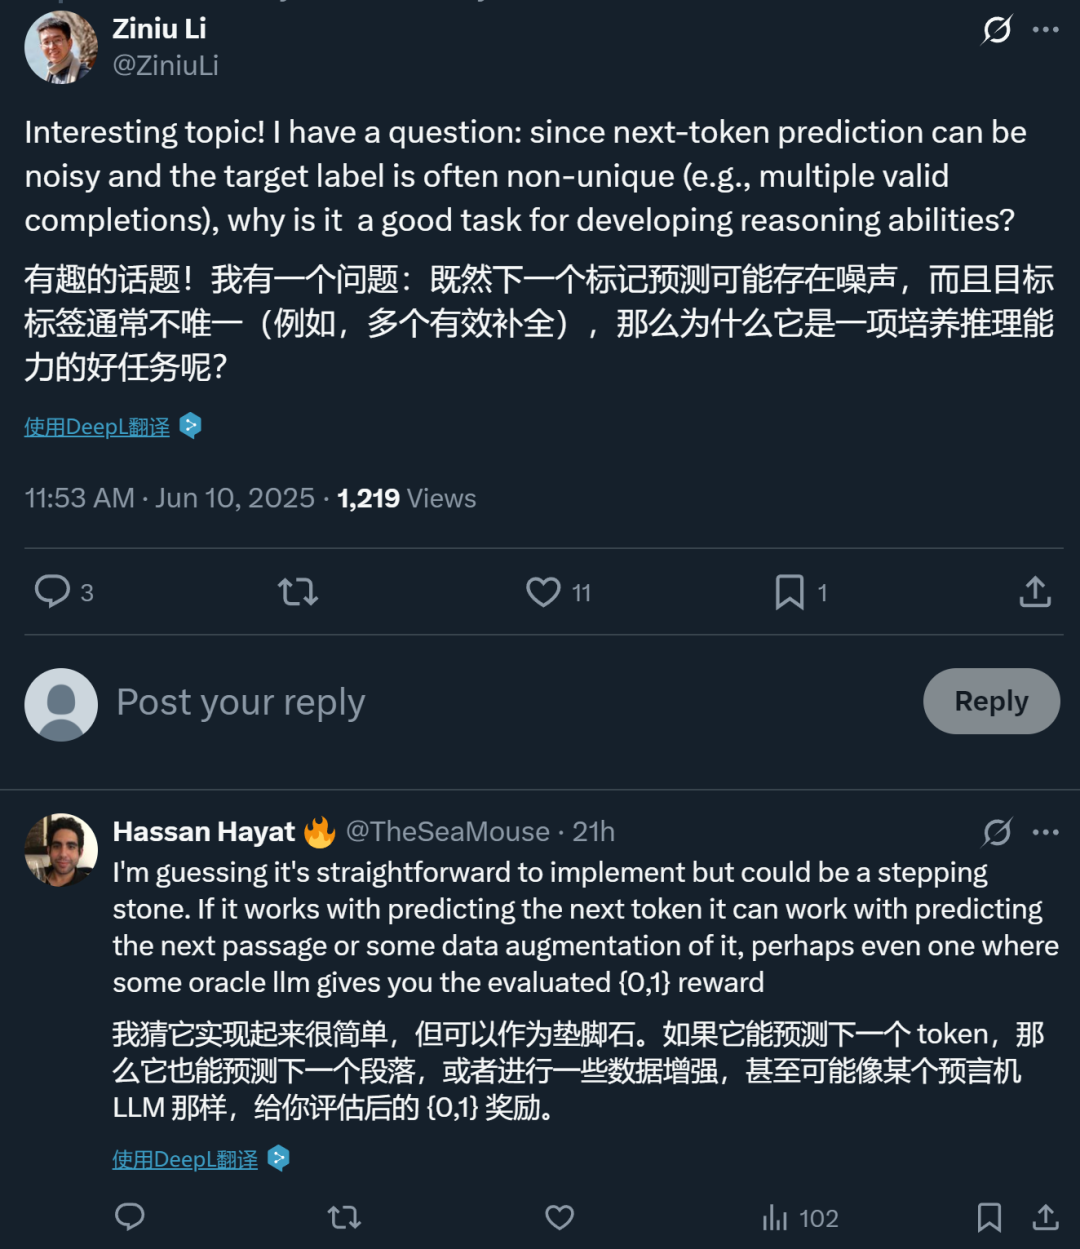 Ziniu Li
@ZiniuLi
Interesting topic! I have a question: since next-token prediction can be
noisy and the target label is often non-unique (e.g., multiple valid
completions), why is it  a good task for developing reasoning abilities?
有趣的话题！我有一个问题：既然下一个标记预测可能存在噪声，而且目标
标签通常不唯一（例如，多个有效补全），那么为什么它是一项培养推理能
力的好任务呢？
使用DeepL翻译
11:53 AM · Jun 10, 2025 · 1,219 Views
3 11 1
Post your reply Reply
Hassan Hayat 🔥 @TheSeaMouse · 21h
I'm guessing it's straightforward to implement but could be a stepping
stone. If it works with predicting the next token it can work with predicting
the next passage or some data augmentation of it, perhaps even one where
some oracle llm gives you the evaluated {0,1} reward
我猜它实现起来很简单，但可以作为垫脚石。如果它能预测下一个 token，那
么它也能预测下一个段落，或者进行一些数据增强，甚至可能像某个预言机
LLM 那样，给你评估后的 {0,1} 奖励。
使用DeepL翻译
102